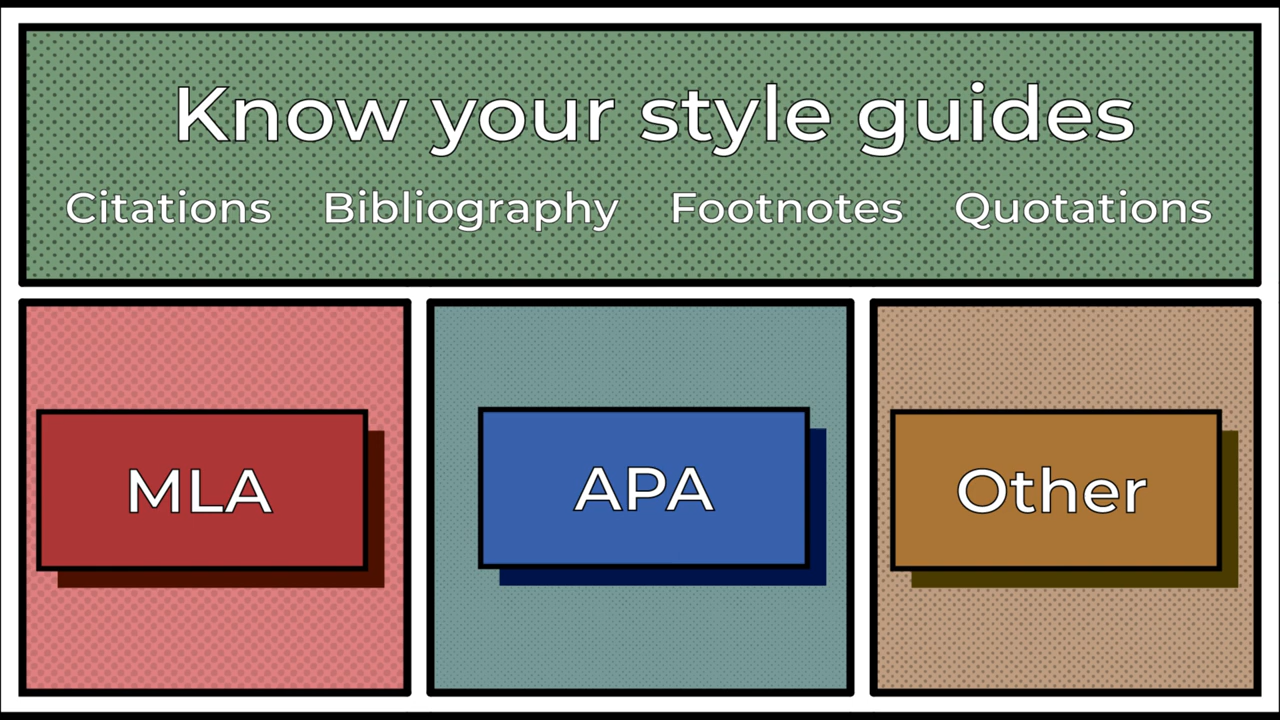 Know your style guides
Citations Bibliography Footnotes Quotations
MLA
APA
Other